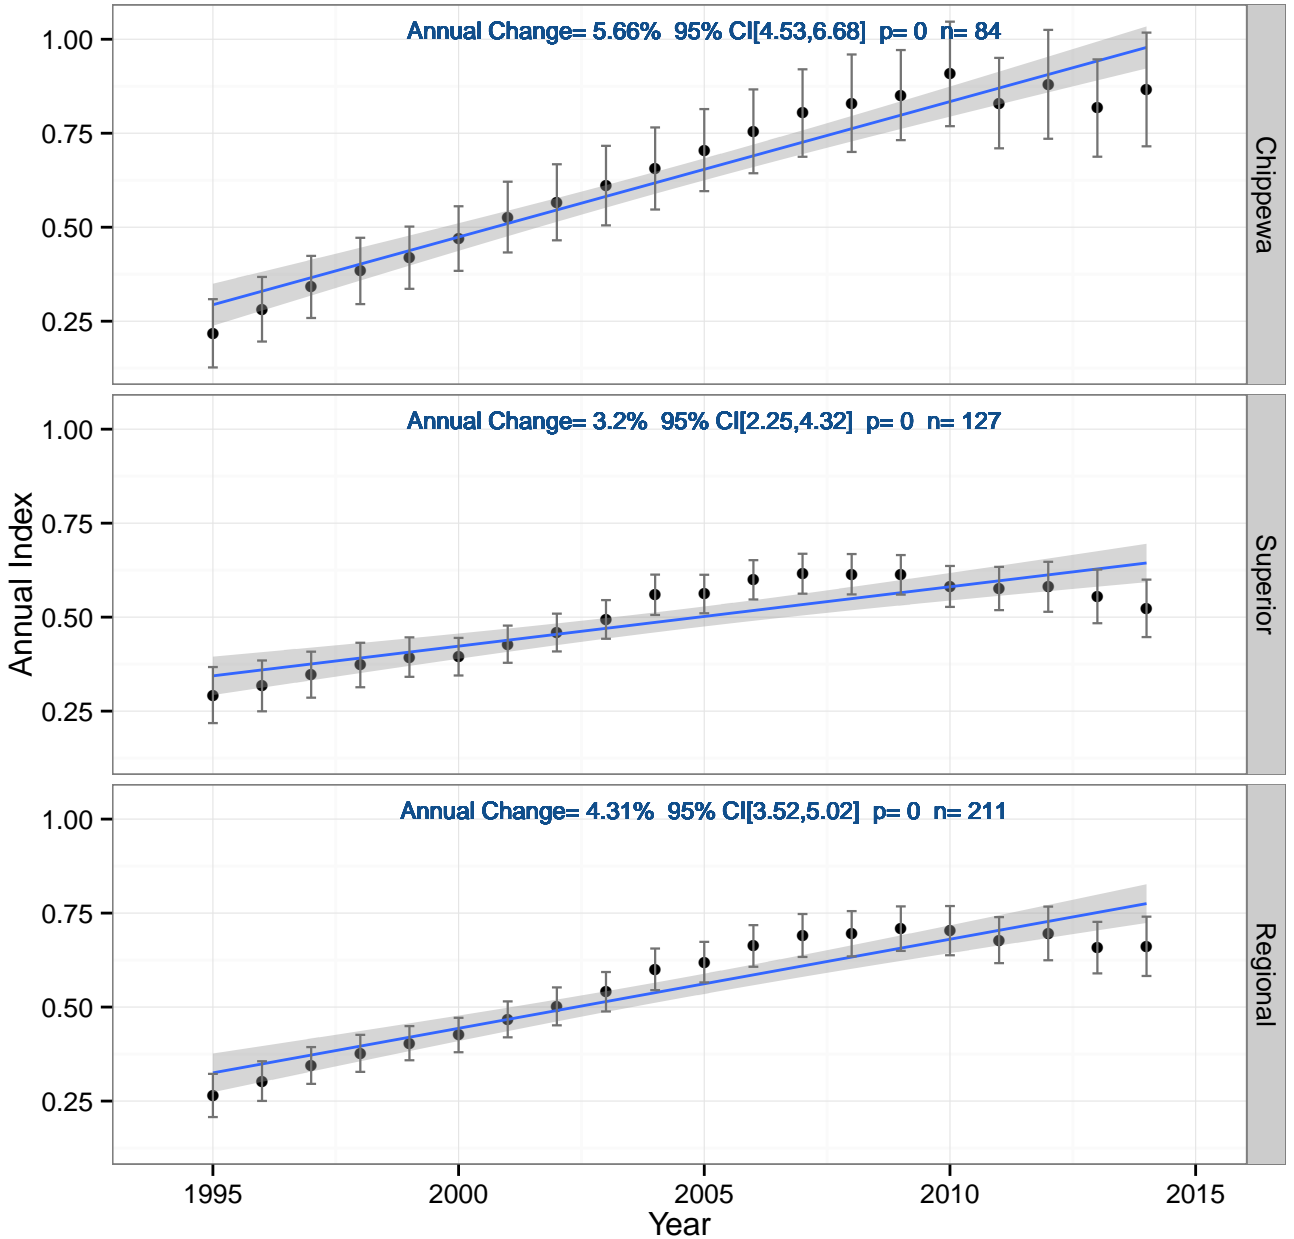 Annual Change= 5.66%  95% CI[4.53,6.68]  p= 0  n= 84
1.00
0.75
0.50
0.25
Chippewa
Annual Change= 3.2%  95% CI[2.25,4.32]  p= 0  n= 127
1.00
0.75
0.50
0.25
Superior
Annual Index
Annual Change= 4.31%  95% CI[3.52,5.02]  p= 0  n= 211
1.00
0.75
0.50
0.25
Regional
1995 2000 2005 2010 2015
Year